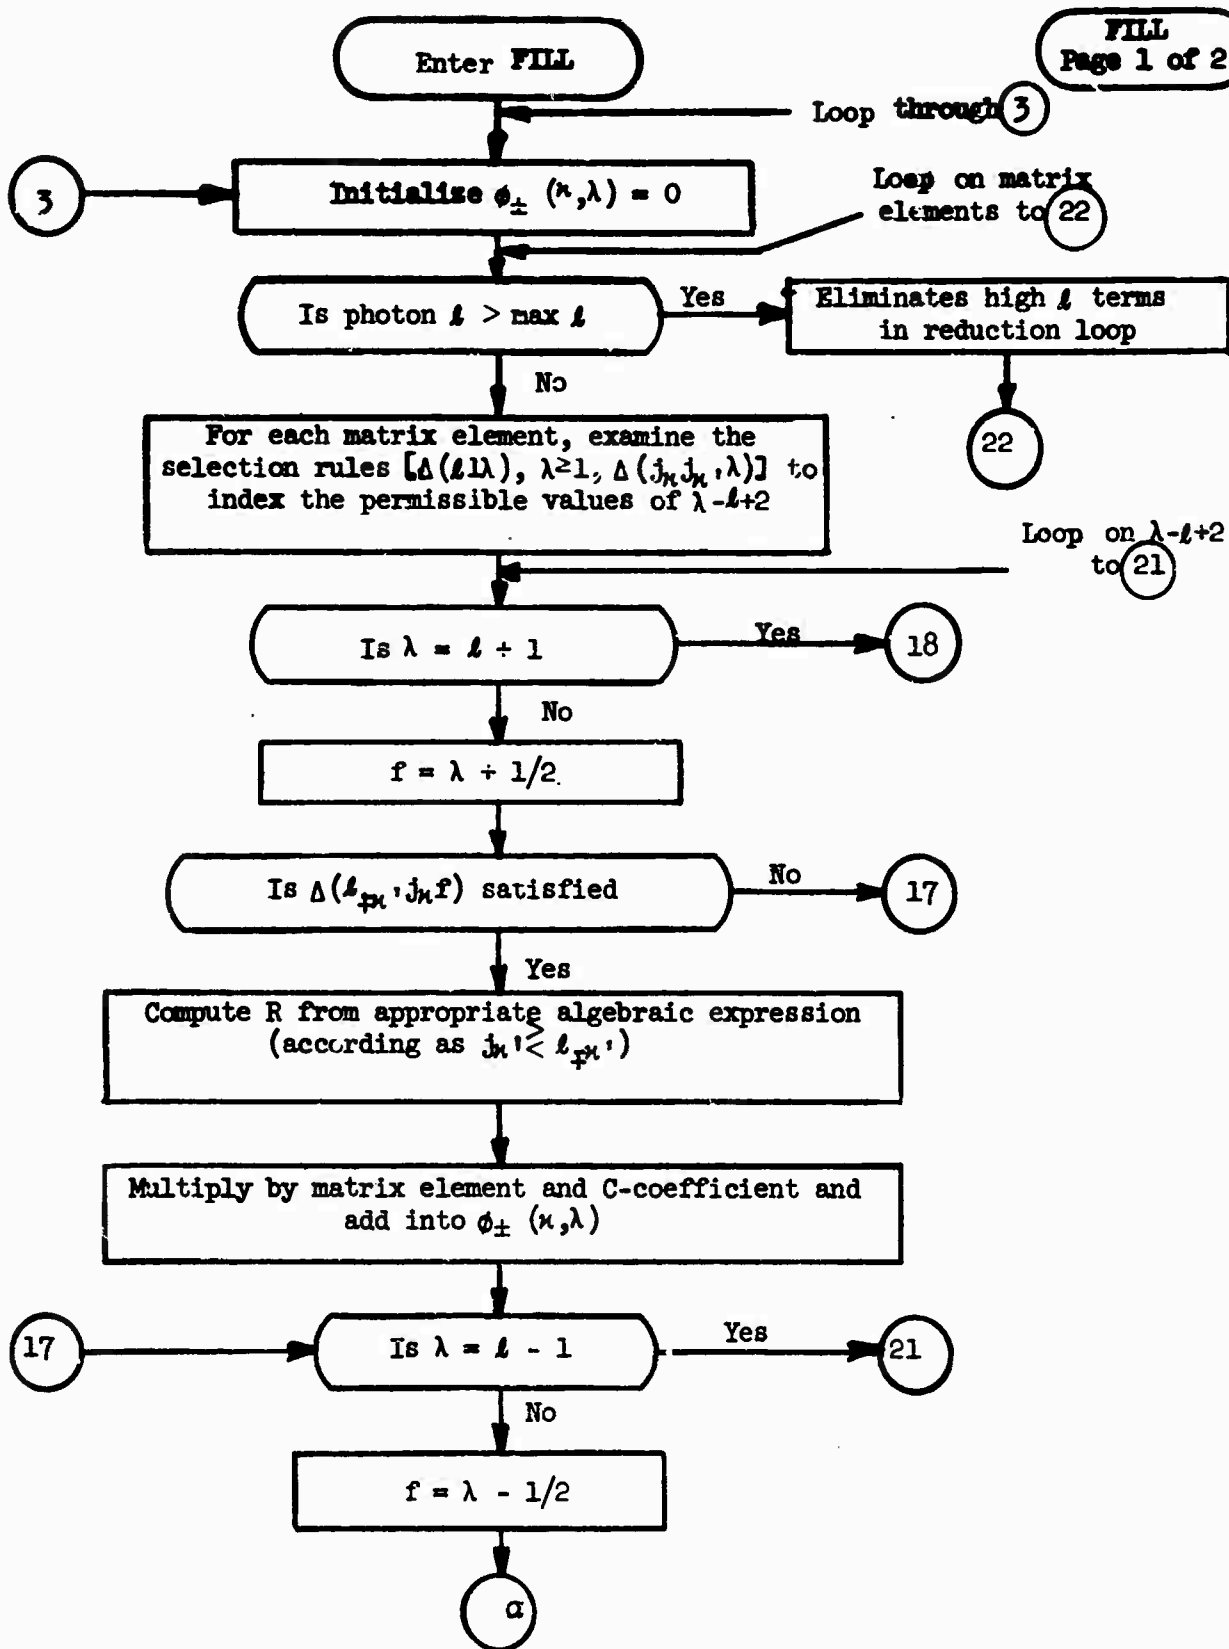 FILL
Page 1 of 2
Enter FILL
Loop through 3
3
Initialize ø± (ϰ,λ) = 0
Loop on matrix
elements to 22
Is photon ℓ > max ℓ
Yes
Eliminates high ℓ terms
in reduction loop
No
22
For each matrix element, examine the
selection rules [Δ(ℓ1λ), λ≥1, Δ(jϰjϰ'λ)] to
index the permissible values of λ-ℓ+2
Loop on λ-ℓ+2
to 21
Is λ = ℓ + 1
Yes
18
No
f = λ + 1/2
Is Δ(ℓ∓ϰ'jϰf) satisfied
No
17
Yes
Compute R from appropriate algebraic expression
(according as jϰ' ≷ ℓ∓ϰ')
Multiply by matrix element and C-coefficient and
add into ø± (ϰ,λ)
17
Is λ = ℓ - 1
Yes
21
No
f = λ - 1/2
α